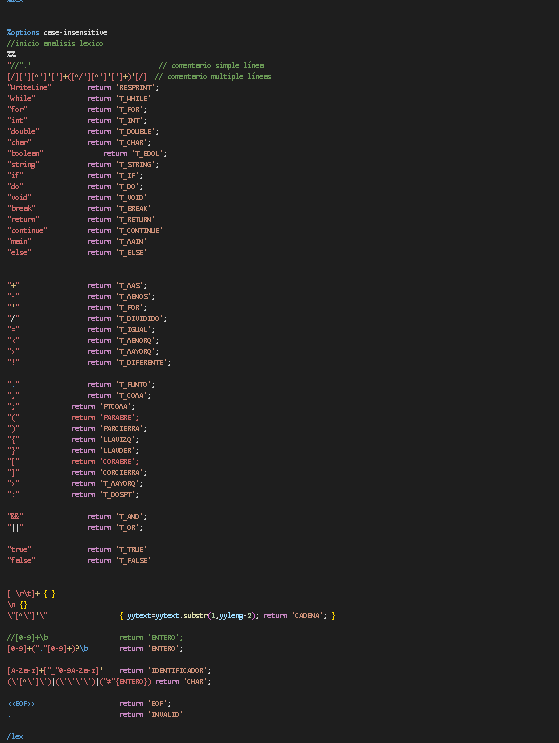 %lex
%options case-insensitive
//inicio analisis lexico
%%
"//".* // comentario simple línea
[/][*][^*]*[*]+([^/*][^*]*[*]+)*[/] // comentario multiple líneas
"WriteLine" return 'RESPRINT';
"while" return 'T_WHILE'
"for" return 'T_FOR';
"int" return 'T_INT';
"double" return 'T_DOUBLE';
"char" return 'T_CHAR';
"boolean" return 'T_BOOL';
"string" return 'T_STRING';
"if" return 'T_IF';
"do" return 'T_DO';
"void" return 'T_VOID'
"break" return 'T_BREAK'
"return" return 'T_RETURN'
"continue" return 'T_CONTINUE'
"main" return 'T_MAIN'
"else" return 'T_ELSE'
"+" return 'T_MAS';
"-" return 'T_MENOS';
"*" return 'T_POR';
"/" return 'T_DIVIDIDO';
"=" return 'T_IGUAL';
"<" return 'T_MENORQ';
">" return 'T_MAYORQ';
"!" return 'T_DIFERENTE';
"." return 'T_PUNTO';
"," return 'T_COMA';
";" return 'PTCOMA';
"(" return 'PARABRE';
")" return 'PARCIERRA';
"{" return 'LLAVIZQ';
"}" return 'LLAVDER';
"[" return 'CORABRE';
"]" return 'CORCIERRA';
">" return 'T_MAYORQ';
":" return 'T_DOSPT';
"&&" return 'T_AND';
"||" return 'T_OR';
"true" return 'T_TRUE'
"false" return 'T_FALSE'
[ \r\t]+ { }
\n {}
\"[^\"]*\" { yytext=yytext.substr(1,yyleng-2); return 'CADENA'; }
//[0-9]+\b return 'ENTERO';
[0-9]+("."[0-9]+)?\b return 'ENTERO';
[A-Za-z]+["_"0-9A-Za-z]* return 'IDENTIFICADOR';
(\'[^\']\')|(\'\'\'\')|("#"{ENTERO}) return 'CHAR';
<<EOF>> return 'EOF';
. return 'INVALID'
/lex